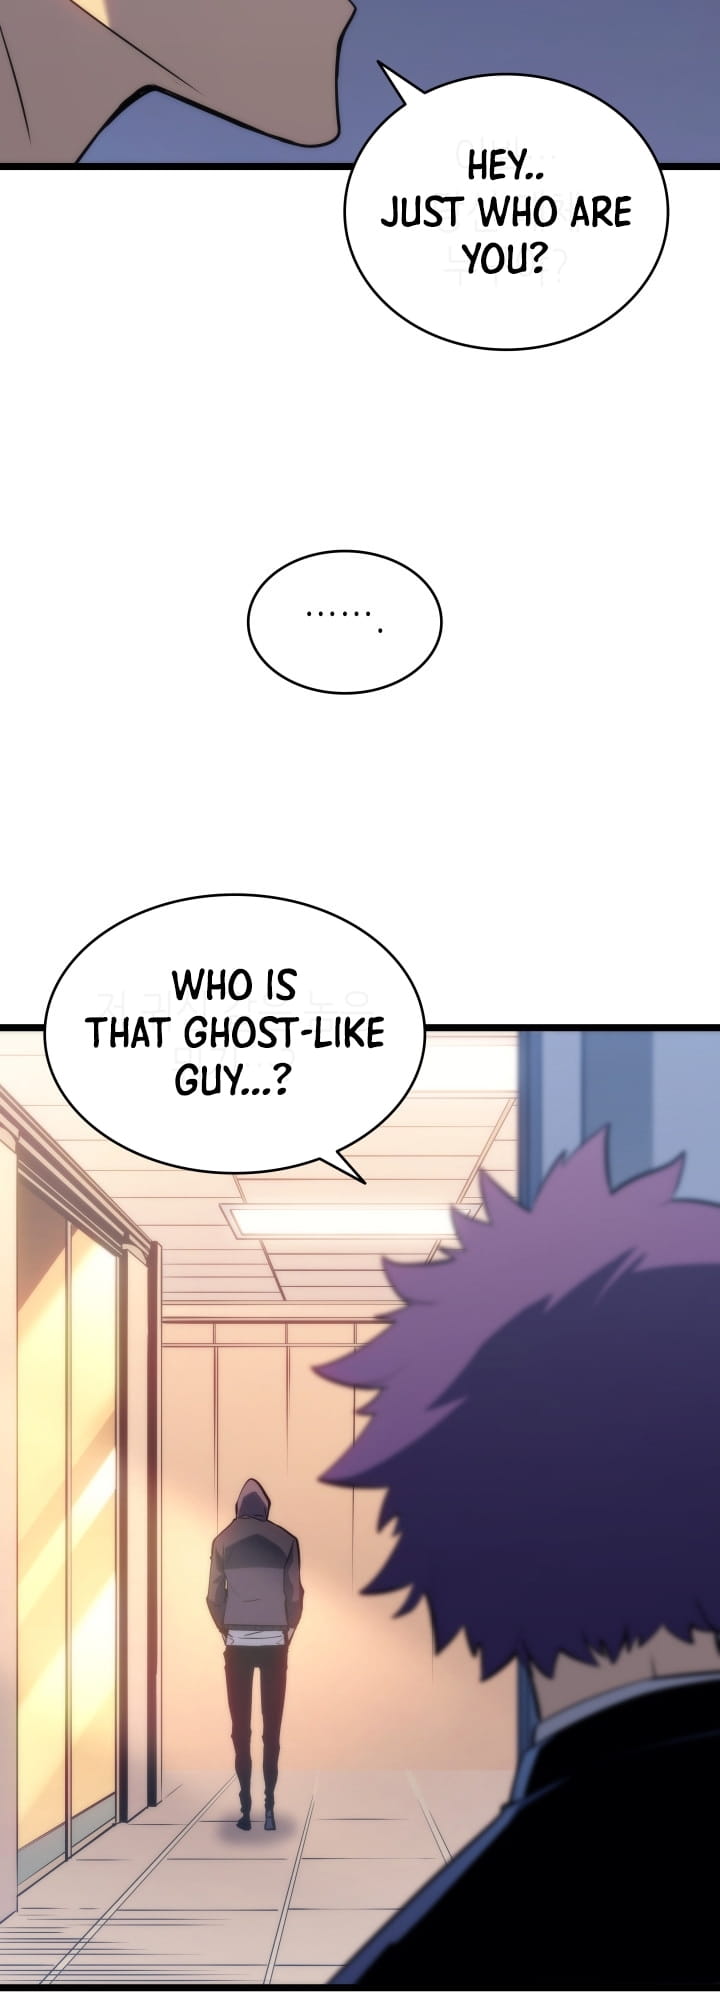 HEY..
JUST WHO ARE
YOU?
.......
WHO IS
THAT GHOST-LIKE
GUY...?